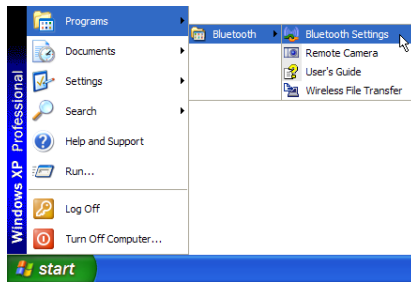 Programs
Documents
Settings
Search
Help and Support
Run...
Log Off
Turn Off Computer...
Windows XP Professional
Bluetooth
Bluetooth Settings
Remote Camera
User's Guide
Wireless File Transfer
start